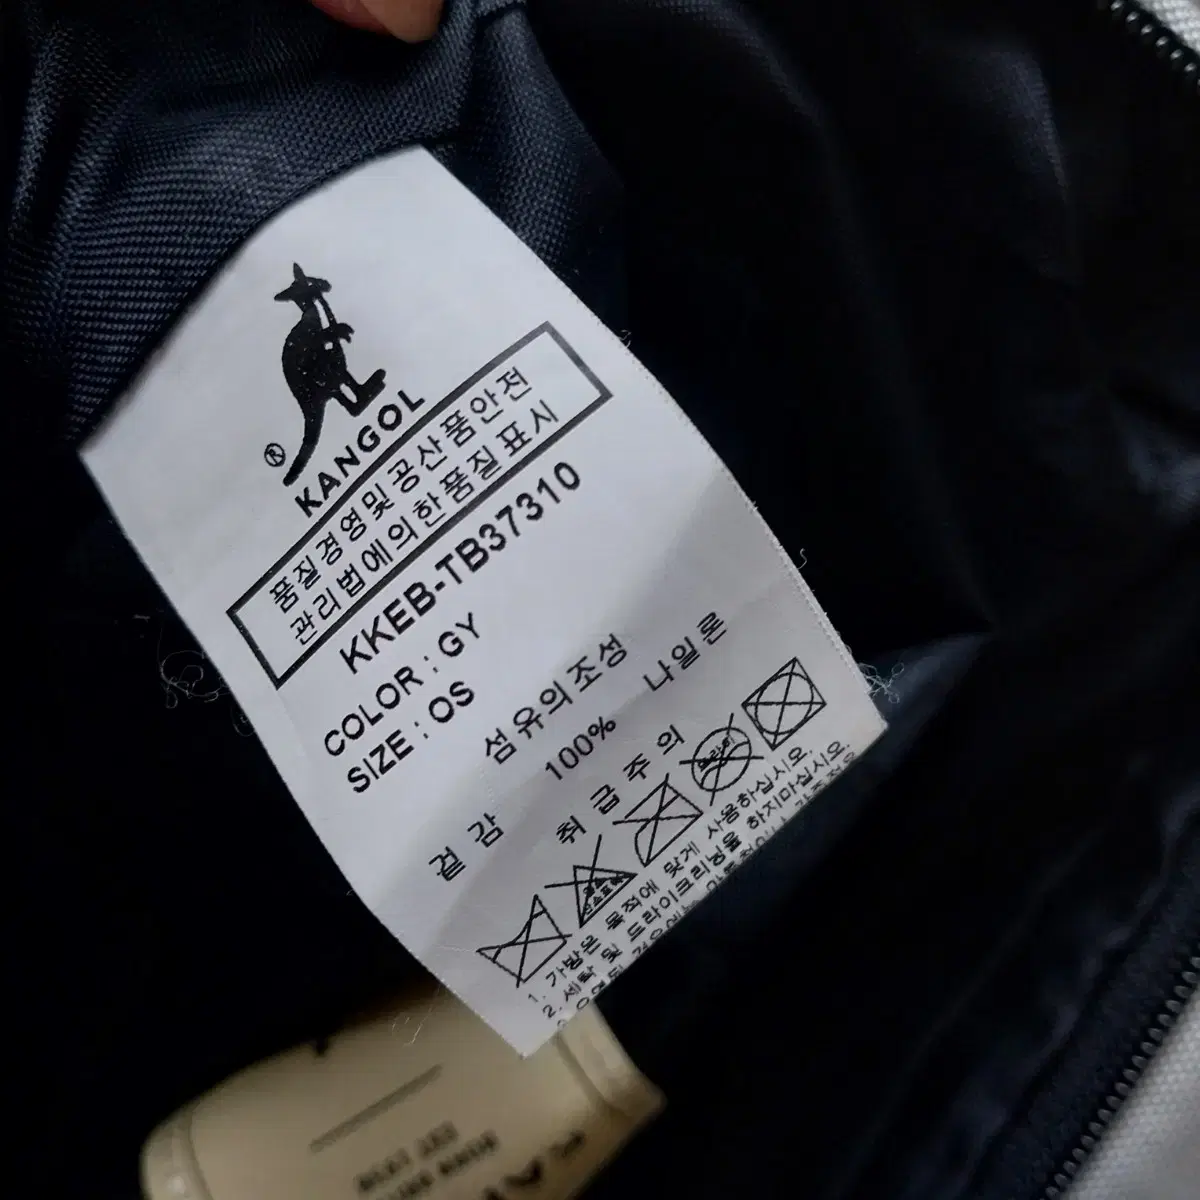 ®
KANGOL
품질경영및공산품안전
관리법에의한품질표시
KKEB-TB37310
COLOR : GY
SIZE : OS
섬유의조성
겉감 100% 나일론
취급주의
드라이
1. 가방은 목적에 맞게 사용하십시오.
2. 세탁 및 드라이크리닝을 하지마십시오.